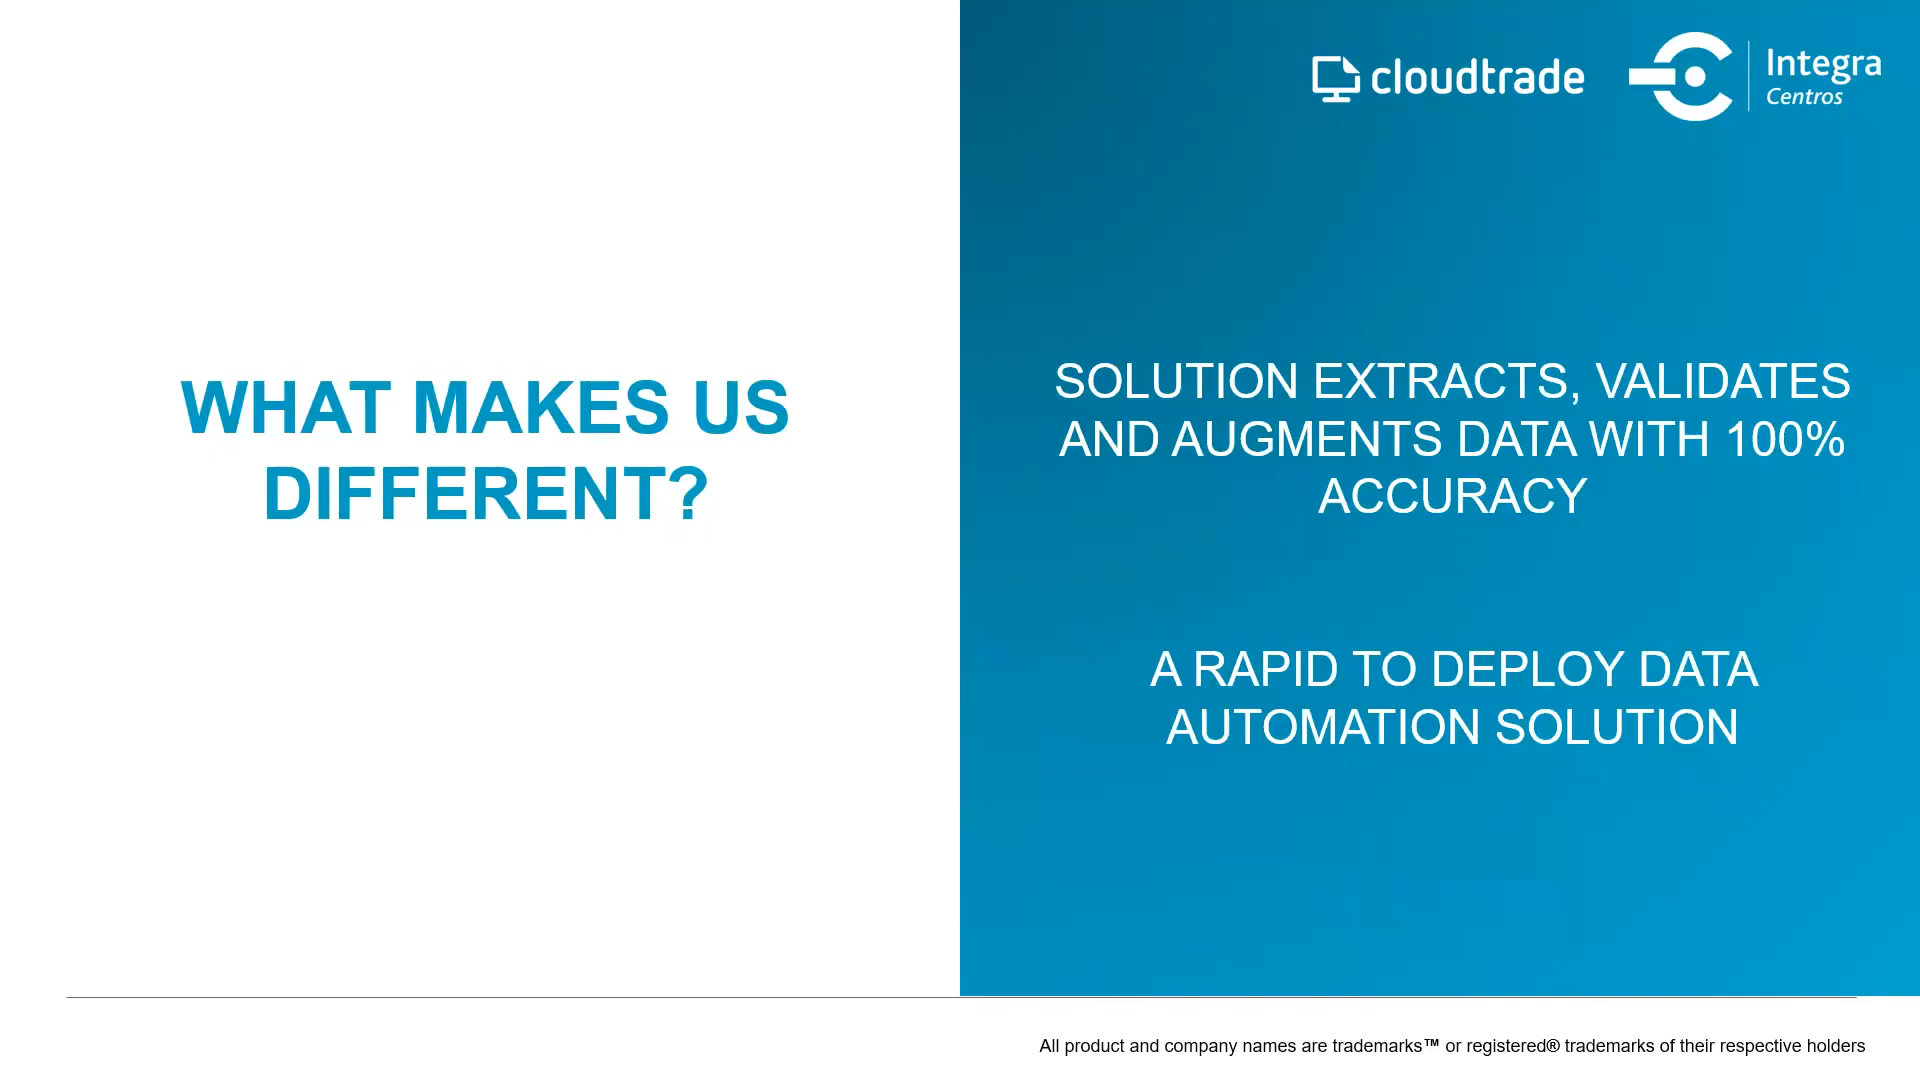 cloudtrade
Integra
Centros
WHAT MAKES US
DIFFERENT?
SOLUTION EXTRACTS, VALIDATES
AND AUGMENTS DATA WITH 100%
ACCURACY
A RAPID TO DEPLOY DATA
AUTOMATION SOLUTION
All product and company names are trademarks™ or registered® trademarks of their respective holders